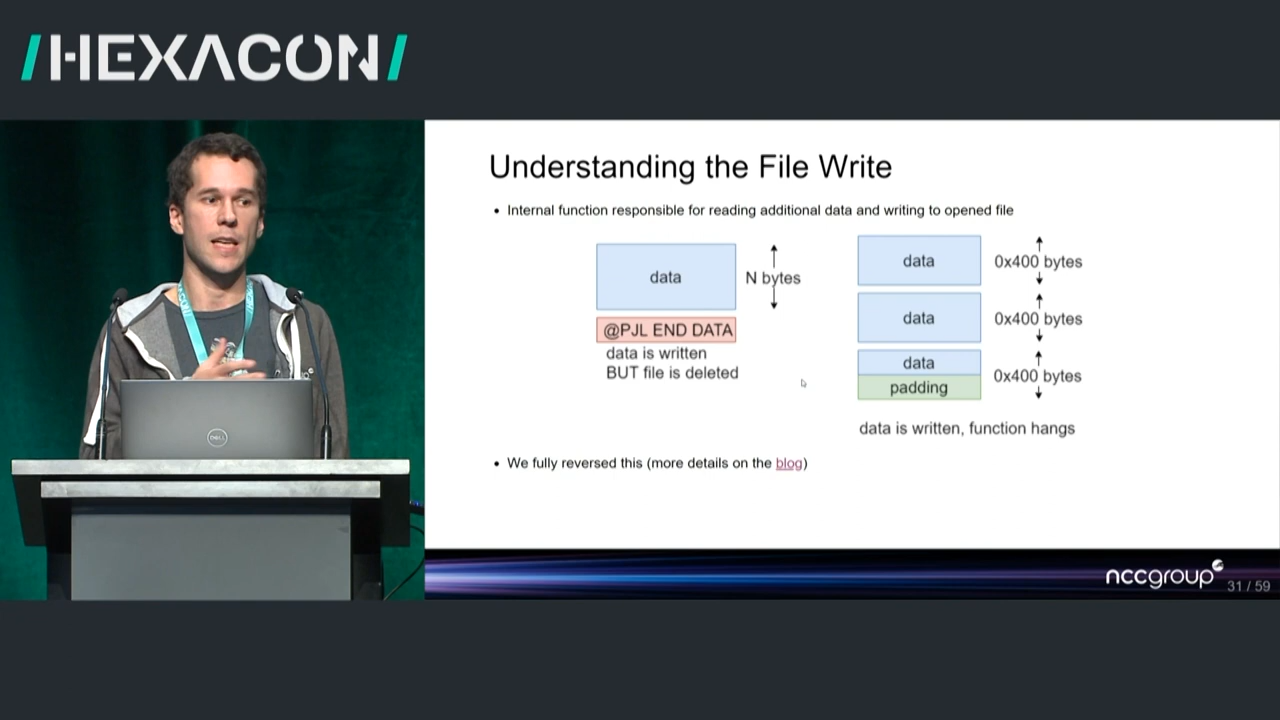 /HEXACON/
Understanding the File Write
• Internal function responsible for reading additional data and writing to opened file
data
N bytes
@PJL END DATA
data is written
BUT file is deleted
data
0x400 bytes
data
0x400 bytes
data
padding
0x400 bytes
data is written, function hangs
• We fully reversed this (more details on the blog)
DELL
nccgroup
31 / 59